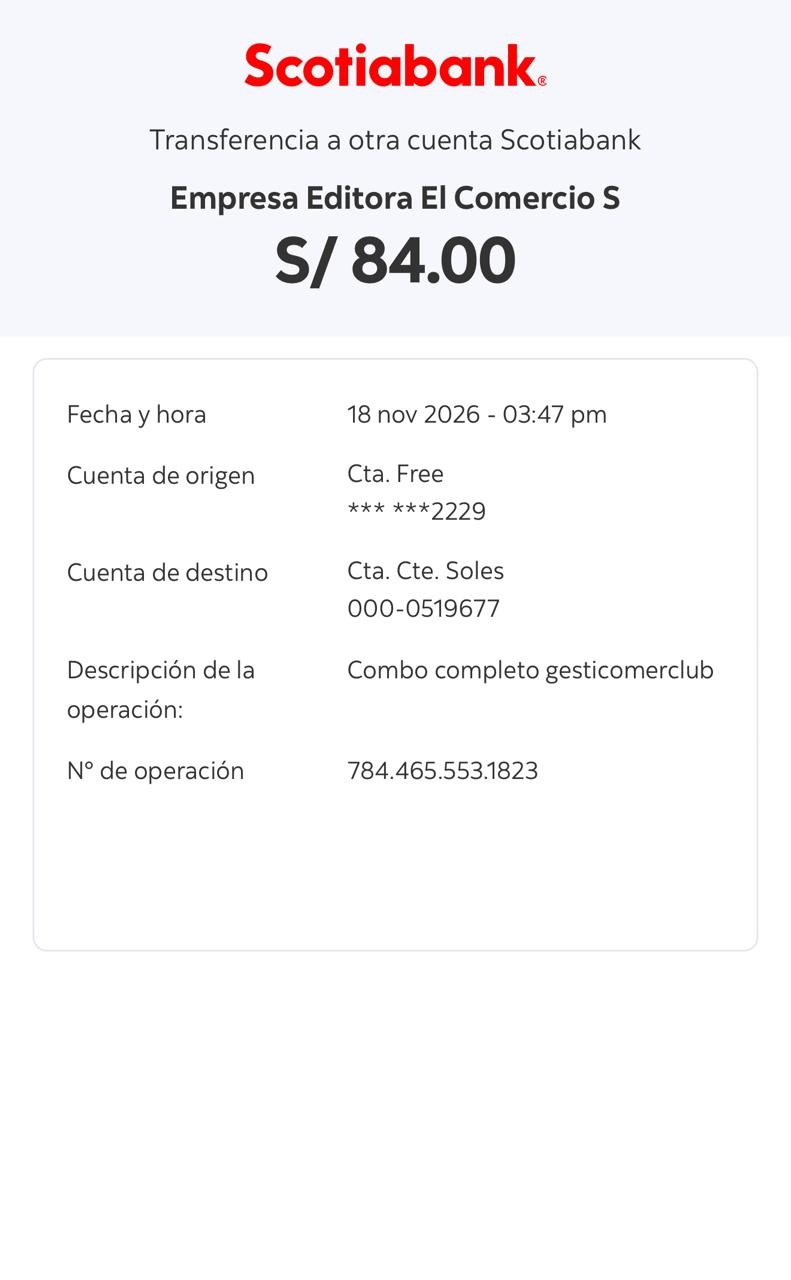 Scotiabank®
Transferencia a otra cuenta Scotiabank
Empresa Editora El Comercio S
S/ 84.00
Fecha y hora 18 nov 2026 - 03:47 pm
Cuenta de origen Cta. Free
*** ***2229
Cuenta de destino Cta. Cte. Soles
000-0519677
Descripción de la Combo completo gesticomerclub
operación:
N° de operación 784.465.553.1823